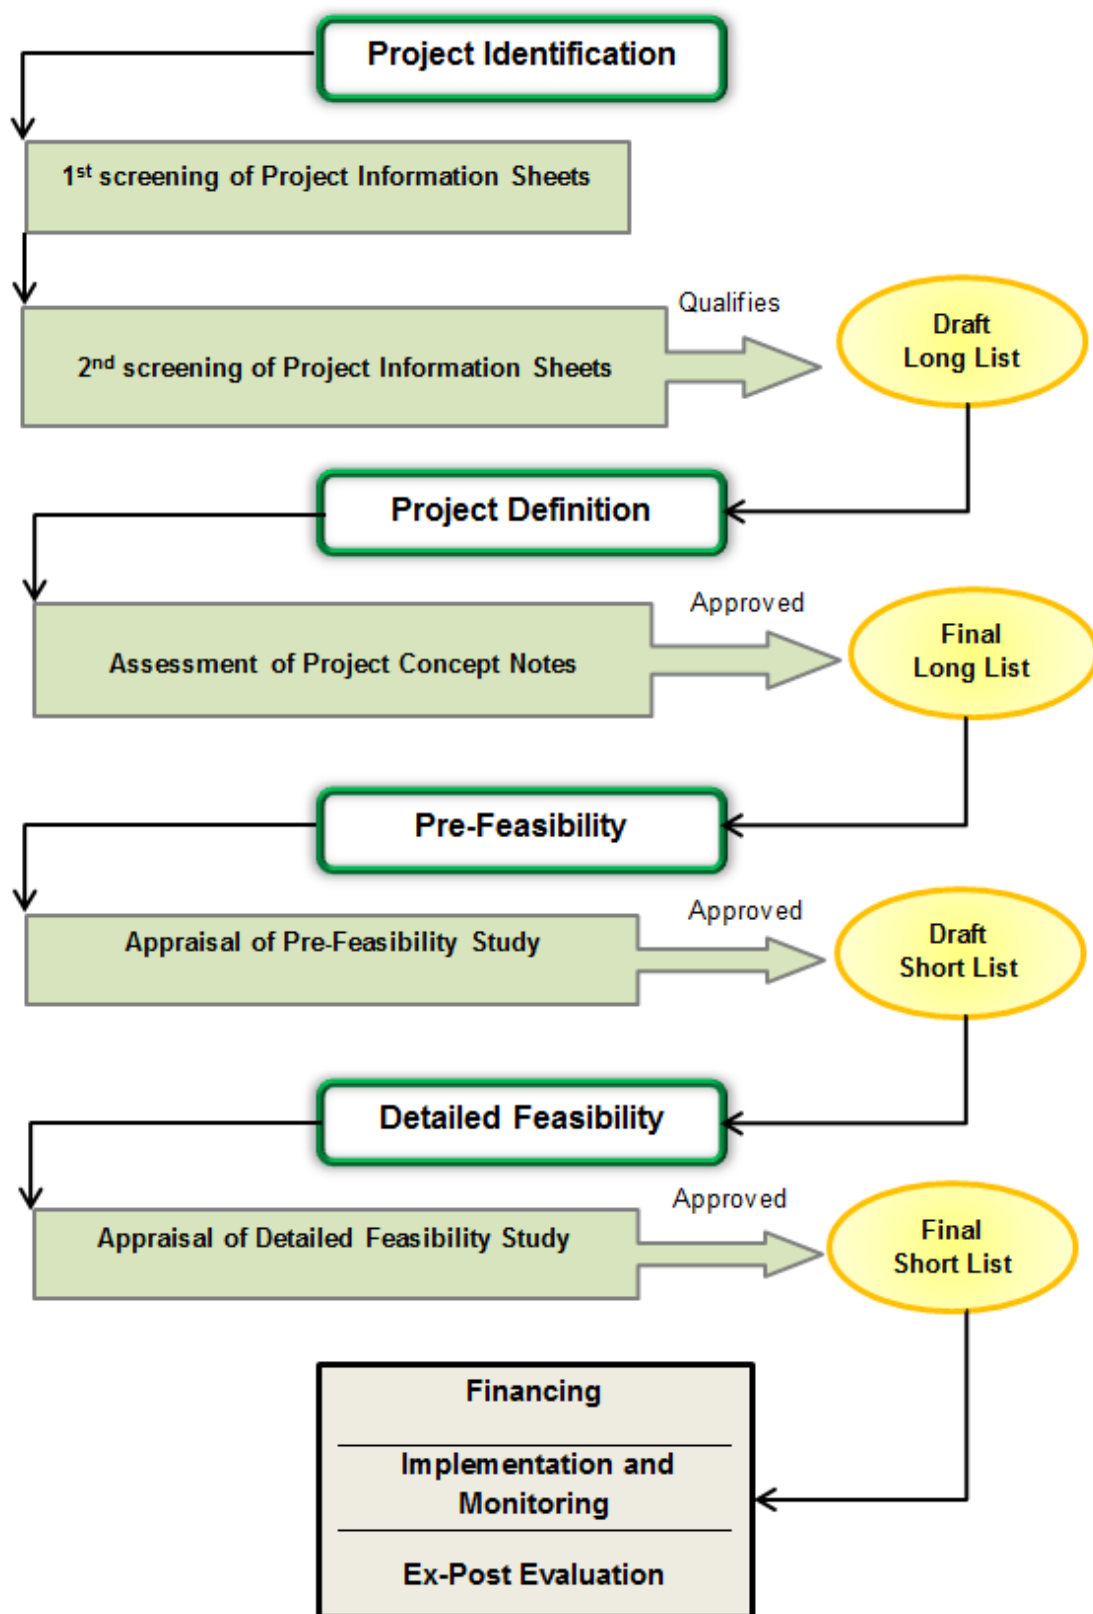 Project Identification
1st screening of Project Information Sheets
Qualifies
2nd screening of Project Information Sheets
Draft
Long List
Project Definition
Approved
Assessment of Project Concept Notes
Final
Long List
Pre-Feasibility
Approved
Appraisal of Pre-Feasibility Study
Draft
Short List
Detailed Feasibility
Approved
Appraisal of Detailed Feasibility Study
Final
Short List
Financing
Implementation and
Monitoring
Ex-Post Evaluation